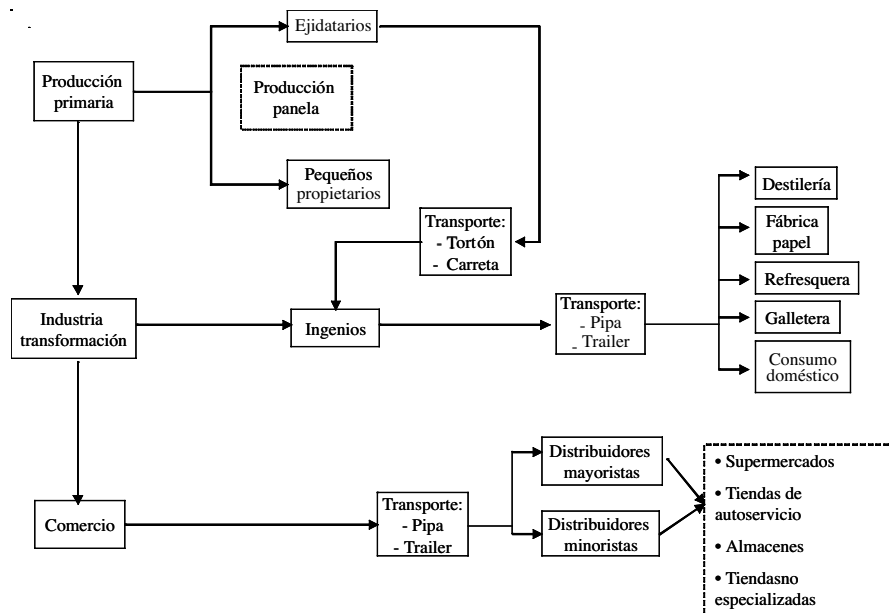 Ejidatarios
Producción
primaria
Producción
panela
Pequeños
propietarios
Transporte:
- Tortón
- Carreta
Destilería
Fábrica
papel
Refresquera
Galletera
Consumo
doméstico
Industria
transformación
Ingenios
Transporte:
- Pipa
- Trailer
Comercio
Transporte:
- Pipa
- Trailer
Distribuidores
mayoristas
Distribuidores
minoristas
• Supermercados
• Tiendas de
autoservicio
• Almacenes
• Tiendasno
especializadas